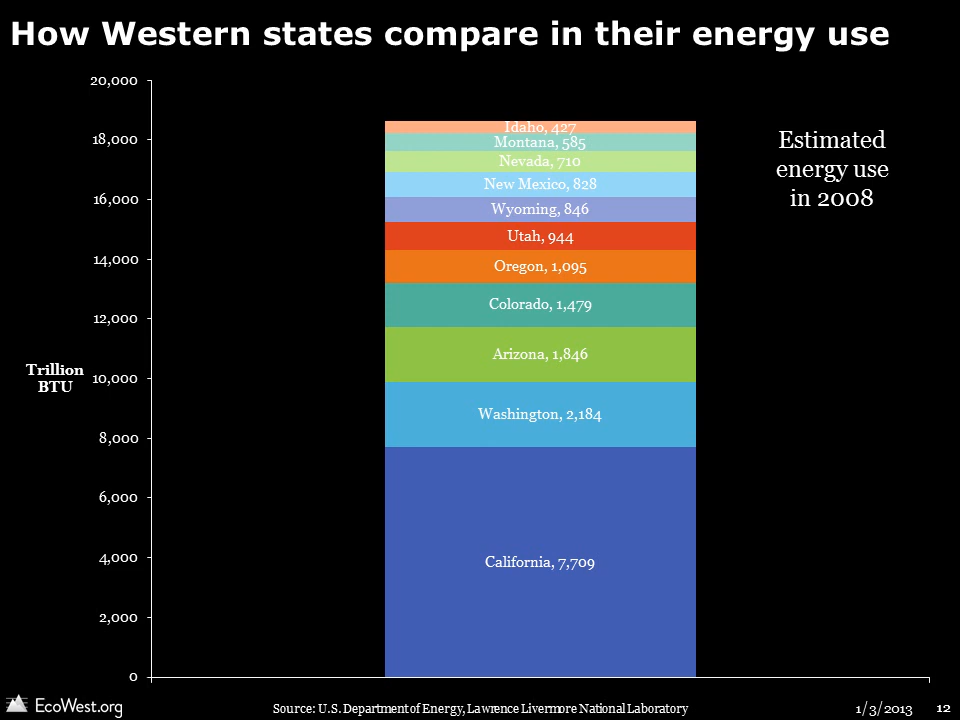 How Western states compare in their energy use
20,000
18,000
16,000
14,000
12,000
10,000
8,000
6,000
4,000
2,000
0
Trillion
BTU
Idaho, 427
Montana, 585
Nevada, 710
New Mexico, 828
Wyoming, 846
Utah, 944
Oregon, 1,095
Colorado, 1,479
Arizona, 1,846
Washington, 2,184
California, 7,709
Estimated
energy use
in 2008
EcoWest.org
Source: U.S. Department of Energy, Lawrence Livermore National Laboratory
1/3/2013
12